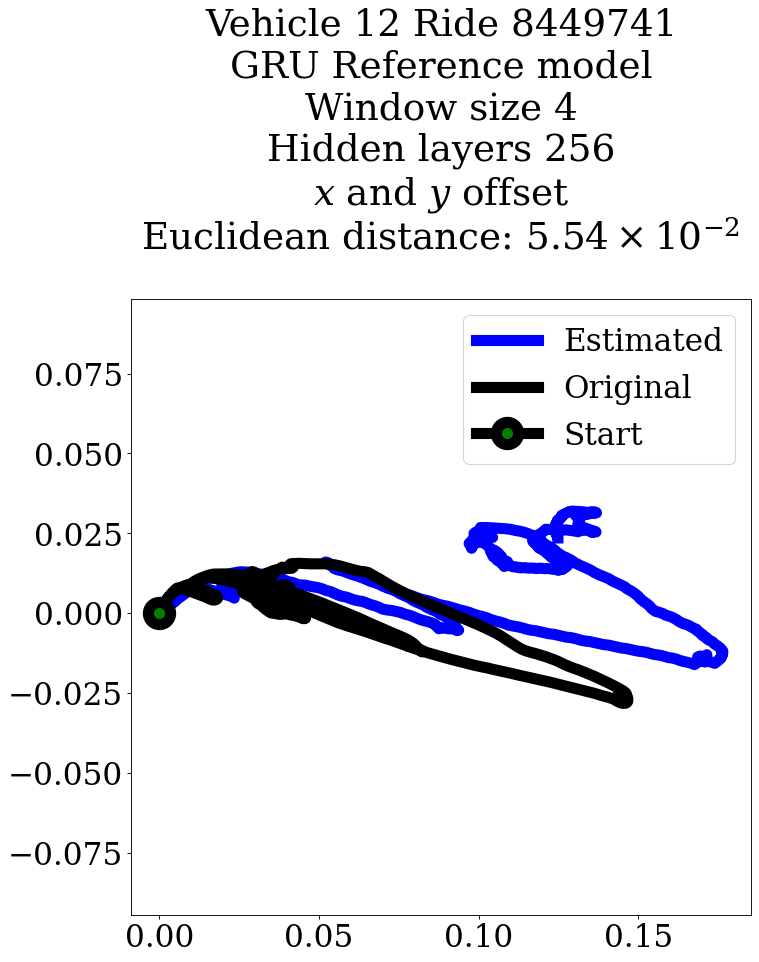 Vehicle 12 Ride 8449741
GRU Reference model
Window size 4
Hidden layers 256
x and y offset
Euclidean distance: 5.54 × 10⁻²
Estimated
Original
Start
0.075
0.050
0.025
0.000
−0.025
−0.050
−0.075
0.00 0.05 0.10 0.15